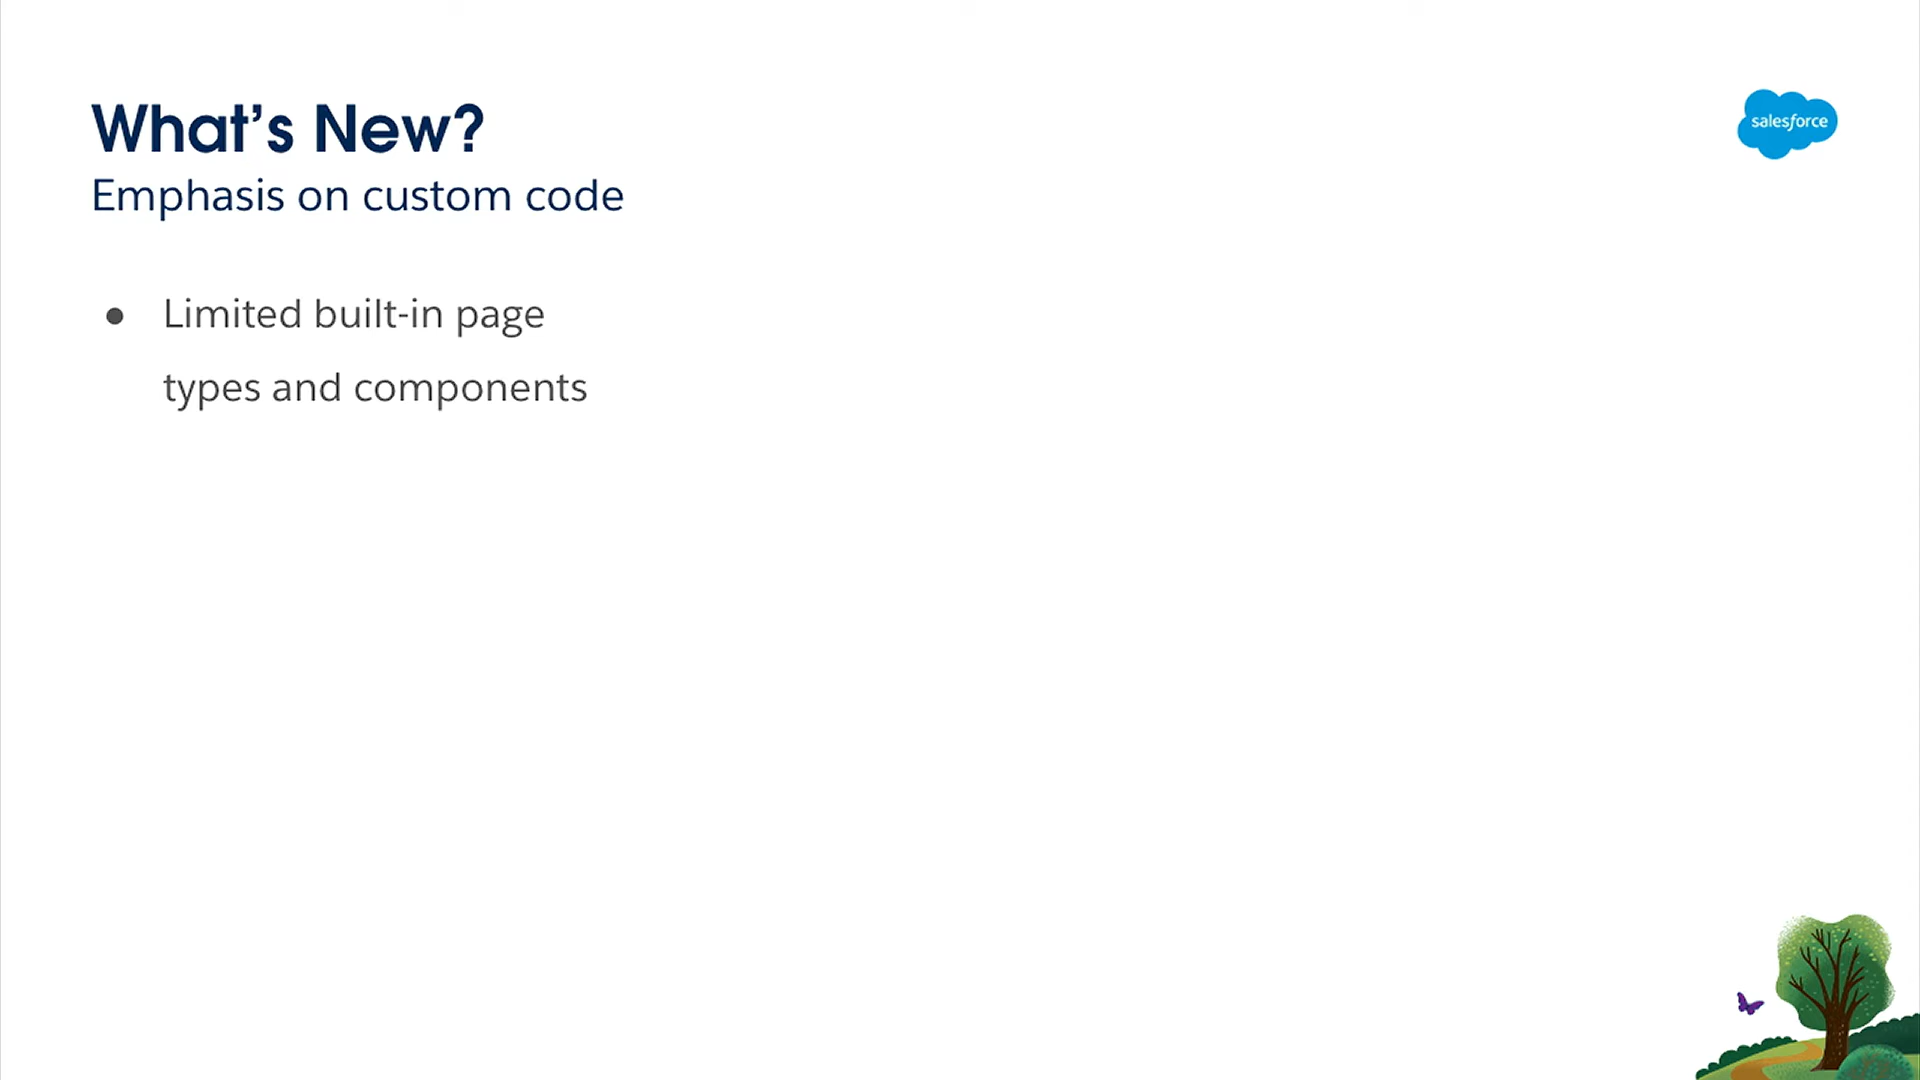 What’s New?
salesforce
Emphasis on custom code
● Limited built-in page
types and components